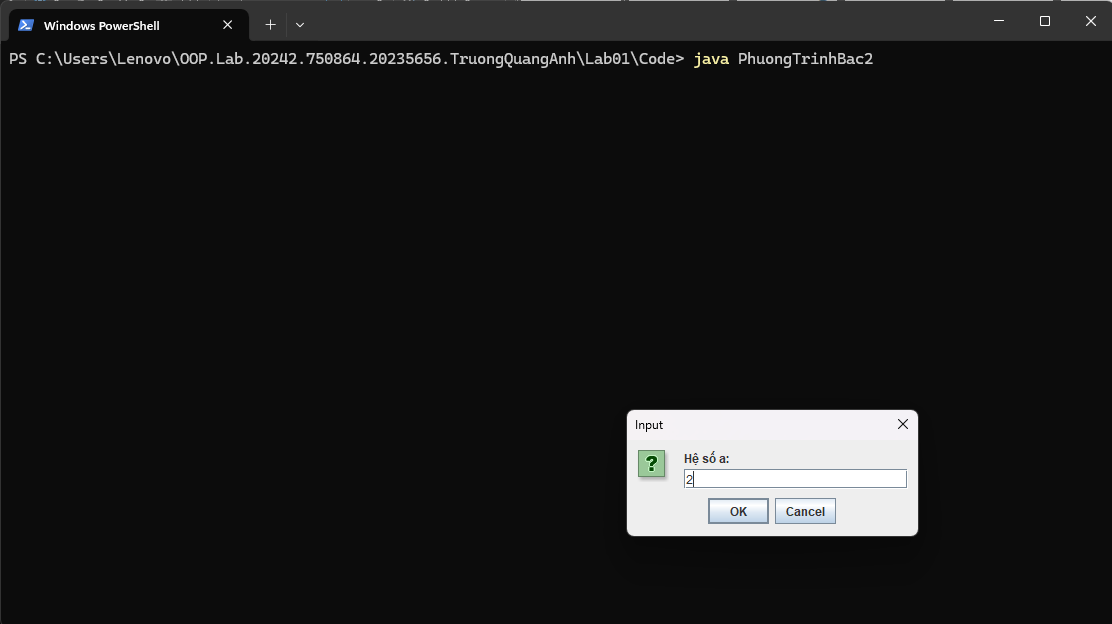 Windows PowerShell
PS C:\Users\Lenovo\OOP.Lab.20242.750864.20235656.TruongQuangAnh\Lab01\Code> java PhuongTrinhBac2
Input
?
Hệ số a:
2
OK Cancel